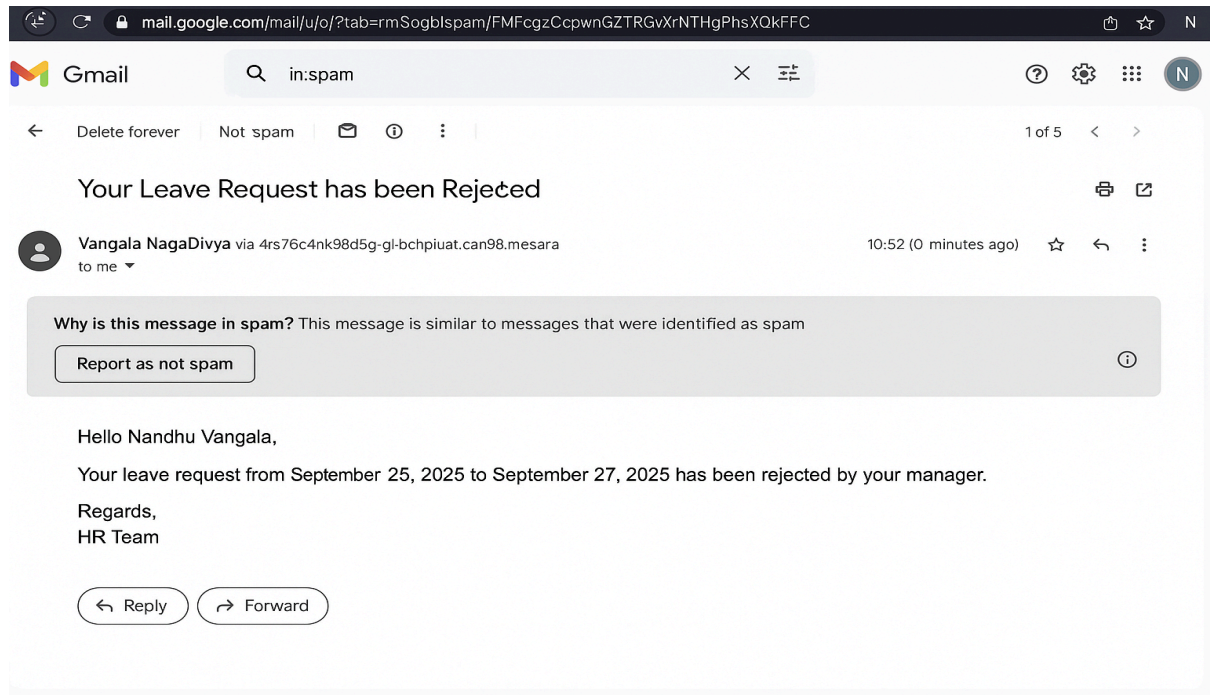 mail.google.com/mail/u/o/?tab=rmSogblspam/FMFcgzCcpwnGZTRGvXrNTHgPhsXQkFFC
N
Gmail
in:spam
N
Delete forever
Not spam
1 of 5
Your Leave Request has been Rejected
Vangala NagaDivya via 4rs76c4nk98d5g-gl-bchpiuat.can98.mesara
10:52 (0 minutes ago)
to me
Why is this message in spam? This message is similar to messages that were identified as spam
Report as not spam
Hello Nandhu Vangala,
Your leave request from September 25, 2025 to September 27, 2025 has been rejected by your manager.
Regards,
HR Team
Reply
Forward